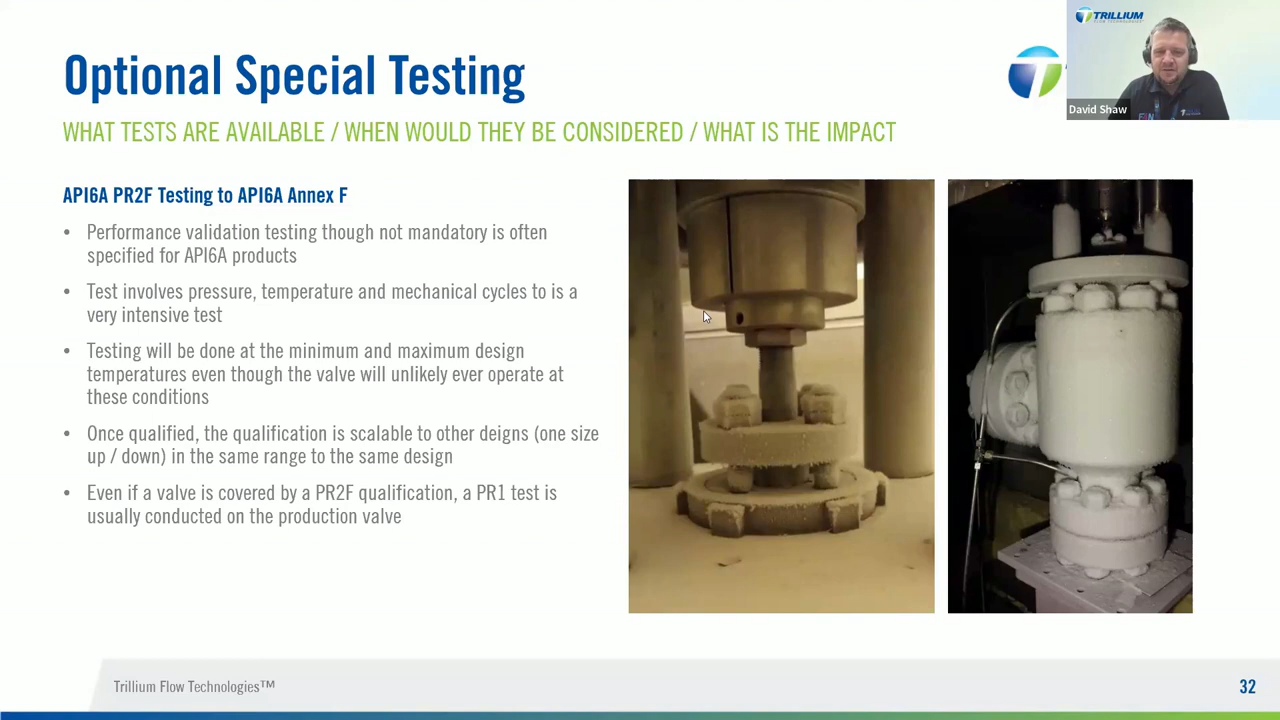 Optional Special Testing
WHAT TESTS ARE AVAILABLE / WHEN WOULD THEY BE CONSIDERED / WHAT IS THE IMPACT
TRILLIUM
FLOW TECHNOLOGIES
David Shaw
API6A PR2F Testing to API6A Annex F
• Performance validation testing though not mandatory is often
specified for API6A products
• Test involves pressure, temperature and mechanical cycles to is a
very intensive test
• Testing will be done at the minimum and maximum design
temperatures even though the valve will unlikely ever operate at
these conditions
• Once qualified, the qualification is scalable to other deigns (one size
up / down) in the same range to the same design
• Even if a valve is covered by a PR2F qualification, a PR1 test is
usually conducted on the production valve
Trillium Flow Technologies™
32